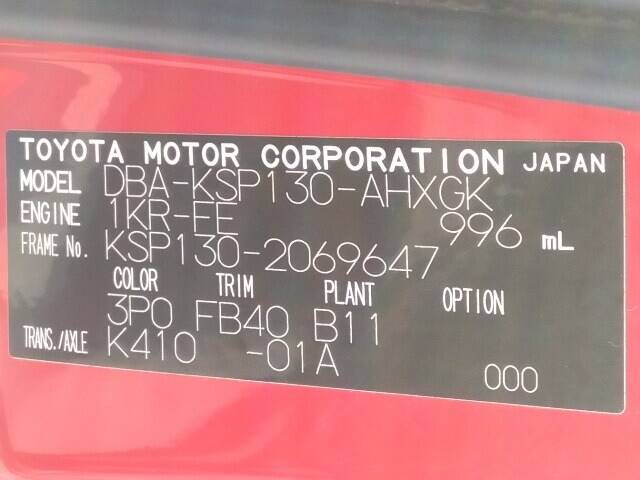 TOYOTA MOTOR CORPORATION JAPAN
MODEL DBA-KSP130-AHXGK
ENGINE 1KR-FE 996 mL
FRAME No. KSP130-2069647
COLOR TRIM PLANT OPTION
3P0 FB40 B11
TRANS./AXLE K410 -01A
000